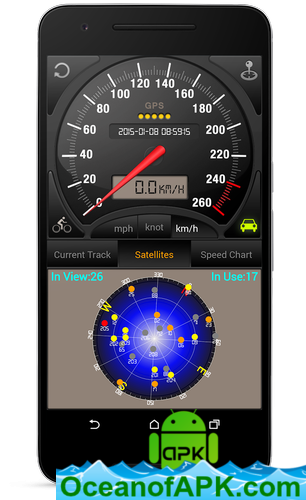 0 20 40 60 80 100 120 140 160 180 200 220 240 260
GPS
2015-01-08 08:59:15
0.0 KM/H
mph knot km/h
Current Track Satellites Speed Chart
In View:26 In Use:17
W
S
E
APK
OceanofAPK.com